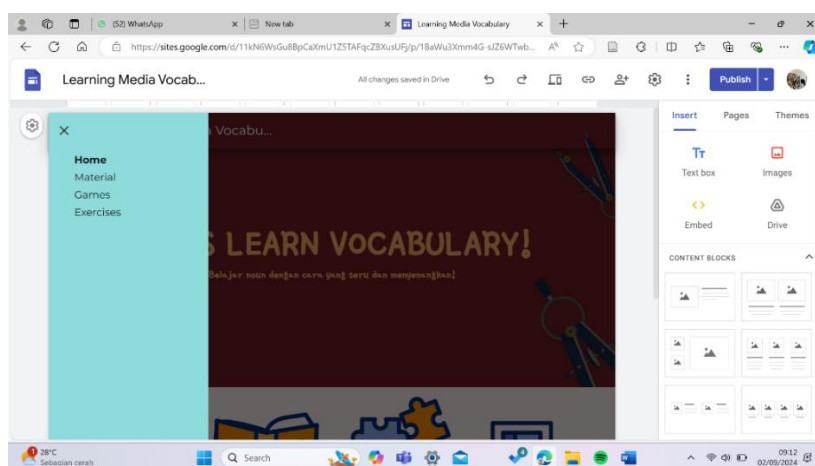 (52) WhatsApp
New tab
Learning Media Vocabulary
https://sites.google.com/d/11kN6WsGu8BpCaXmU1Z5TAFqcZBXusUFj/p/1BaWu3Xmm4G-sJZ6WTwb...
Learning Media Vocab...
All changes saved in Drive
Publish
Vocabu...
Home
Material
Games
Exercises
S LEARN VOCABULARY!
Belajar noun dengan cara yang seru dan menyenangkan!
Insert Pages Themes
Text box Images
Embed Drive
CONTENT BLOCKS
28°C
Sebagian cerah
Search
09:12
02/09/2024